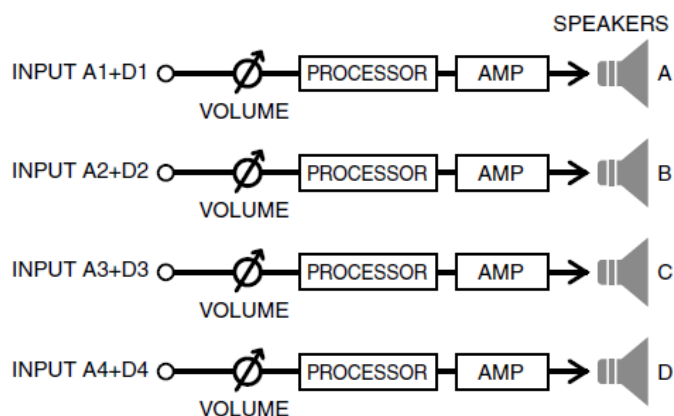 SPEAKERS
INPUT A1+D1 PROCESSOR AMP A
VOLUME
INPUT A2+D2 PROCESSOR AMP B
VOLUME
INPUT A3+D3 PROCESSOR AMP C
VOLUME
INPUT A4+D4 PROCESSOR AMP D
VOLUME